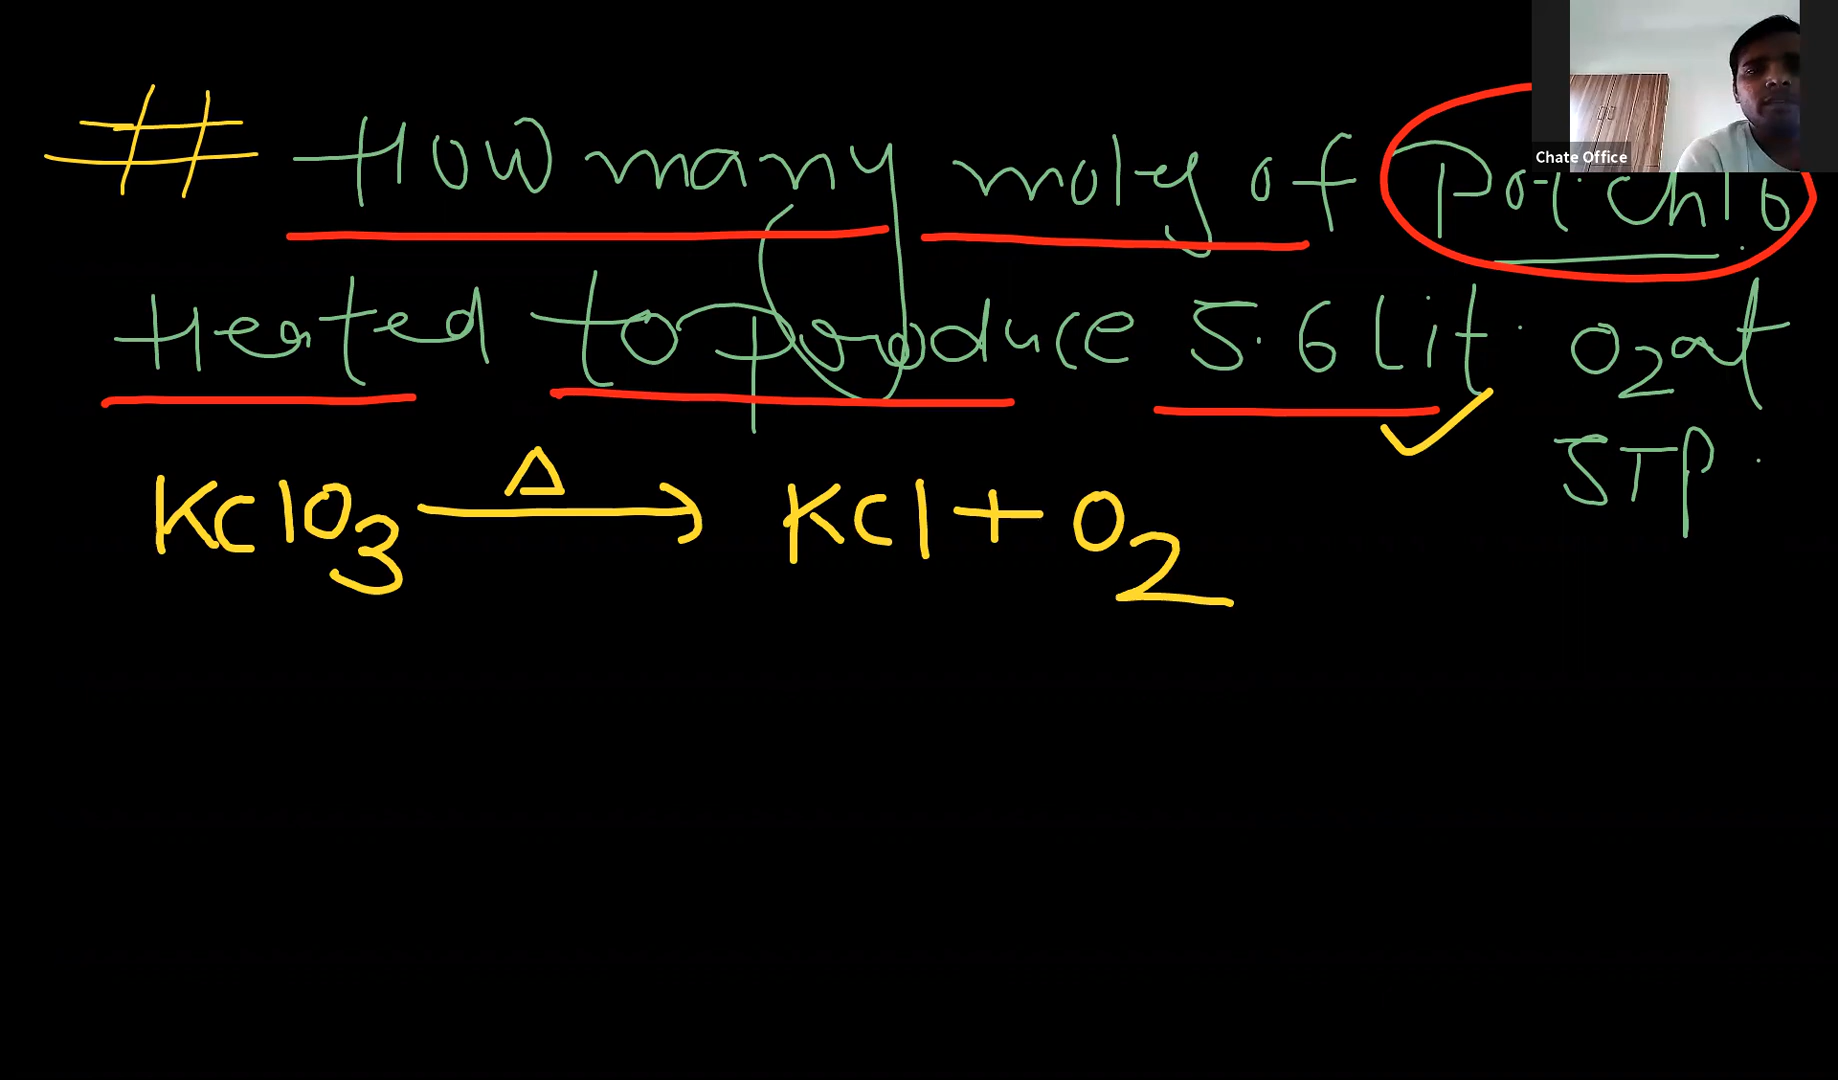 # How many moles of Pot. Chlo
Chate Office
Heated to produce 5.6 lit. O2 at
STP.
KClO3 Δ → KCl + O2